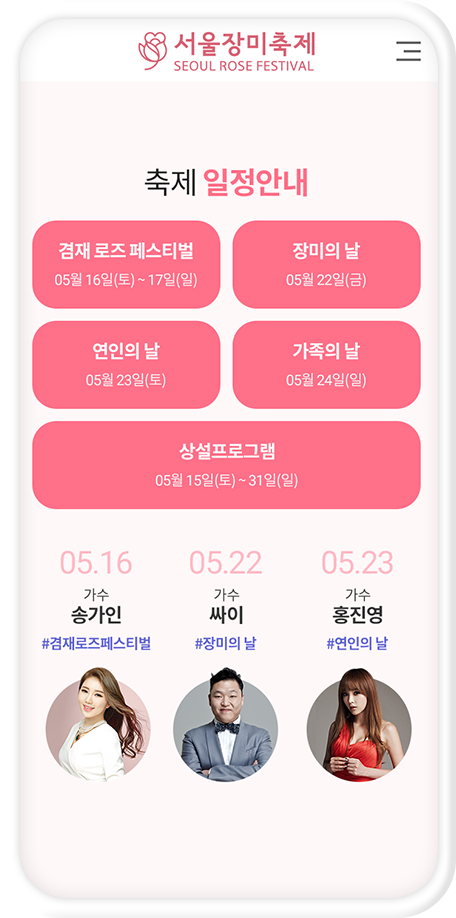 서울장미축제
SEOUL ROSE FESTIVAL
축제 일정안내
겸재 로즈 페스티벌
05월 16일(토) ~ 17일(일)
장미의 날
05월 22일(금)
연인의 날
05월 23일(토)
가족의 날
05월 24일(일)
상설프로그램
05월 15일(토) ~ 31일(일)
05.16
가수
송가인
#겸재로즈페스티벌
05.22
가수
싸이
#장미의 날
05.23
가수
홍진영
#연인의 날